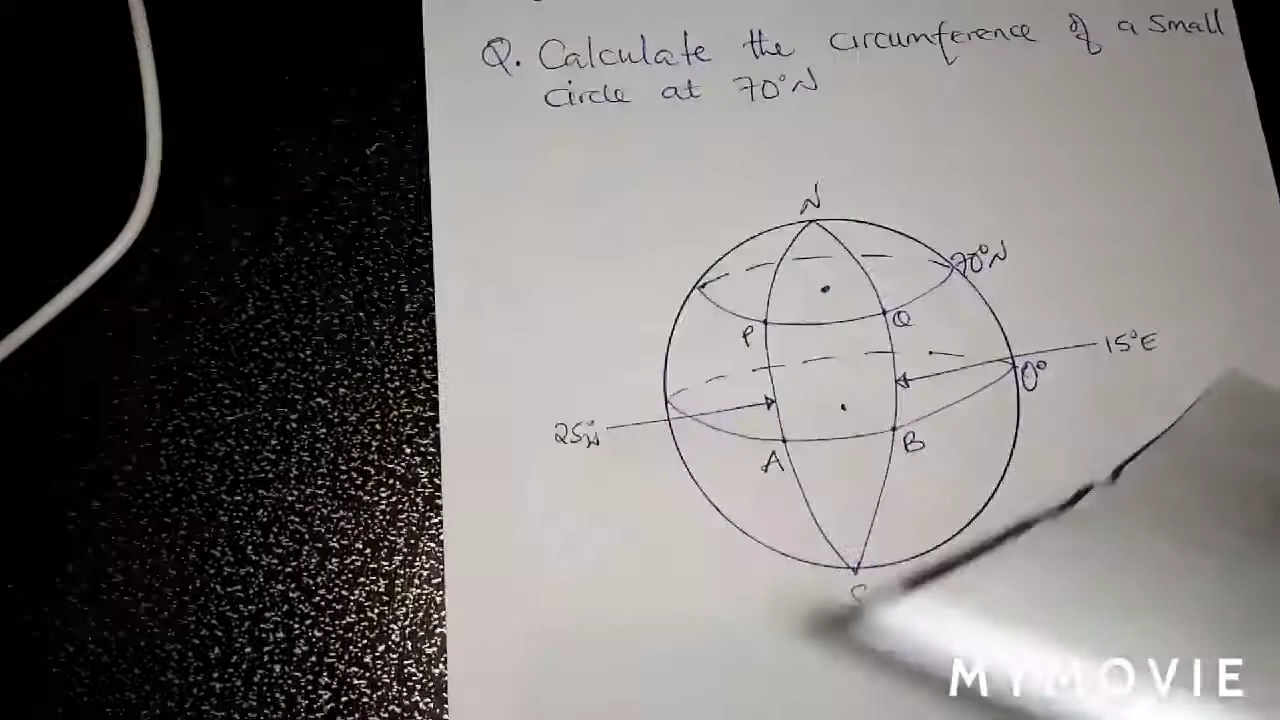 Q. Calculate the circumference of a small
circle at 70°N
N
70°N
P
Q
15°E
0°
25°W
A
B
S
MYMOVIE